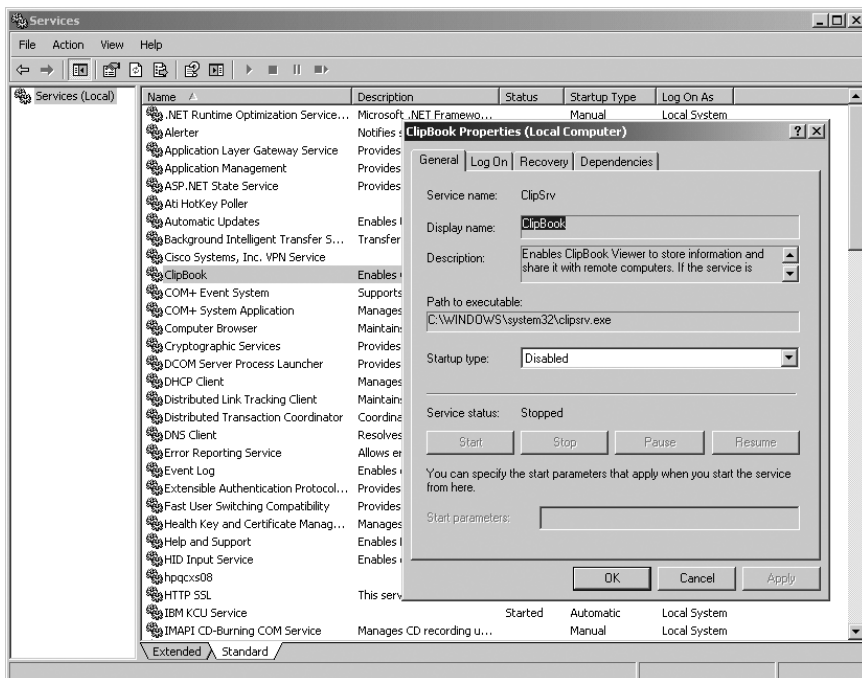 Services
File Action View Help
Services (Local)
Name Description Status Startup Type Log On As
.NET Runtime Optimization Service... Microsoft .NET Framewo... Manual Local System
Alerter Notifies
Application Layer Gateway Service Provides
Application Management Provides
ASP.NET State Service Provides
Ati HotKey Poller
Automatic Updates Enables
Background Intelligent Transfer S... Transfer
Cisco Systems, Inc. VPN Service
ClipBook Enables
COM+ Event System Supports
COM+ System Application Manages
Computer Browser Maintain
Cryptographic Services Provides
DCOM Server Process Launcher Provides
DHCP Client Manages
Distributed Link Tracking Client Maintain
Distributed Transaction Coordinator Coordina
DNS Client Resolves
Error Reporting Service Allows er
Event Log Enables
Extensible Authentication Protocol... Provides
Fast User Switching Compatibility Provides
Health Key and Certificate Manag... Manages
Help and Support Enables
HID Input Service Enables
hpqcxs08
HTTP SSL This serv
IBM KCU Service Started Automatic Local System
IMAPI CD-Burning COM Service Manages CD recording u... Manual Local System
Extended Standard
ClipBook Properties (Local Computer)
General Log On Recovery Dependencies
Service name: ClipSrv
Display name: ClipBook
Description: Enables ClipBook Viewer to store information and
share it with remote computers. If the service is
Path to executable:
C:\WINDOWS\system32\clipsrv.exe
Startup type: Disabled
Service status: Stopped
Start Stop Pause Resume
You can specify the start parameters that apply when you start the service
from here.
Start parameters:
OK Cancel Apply